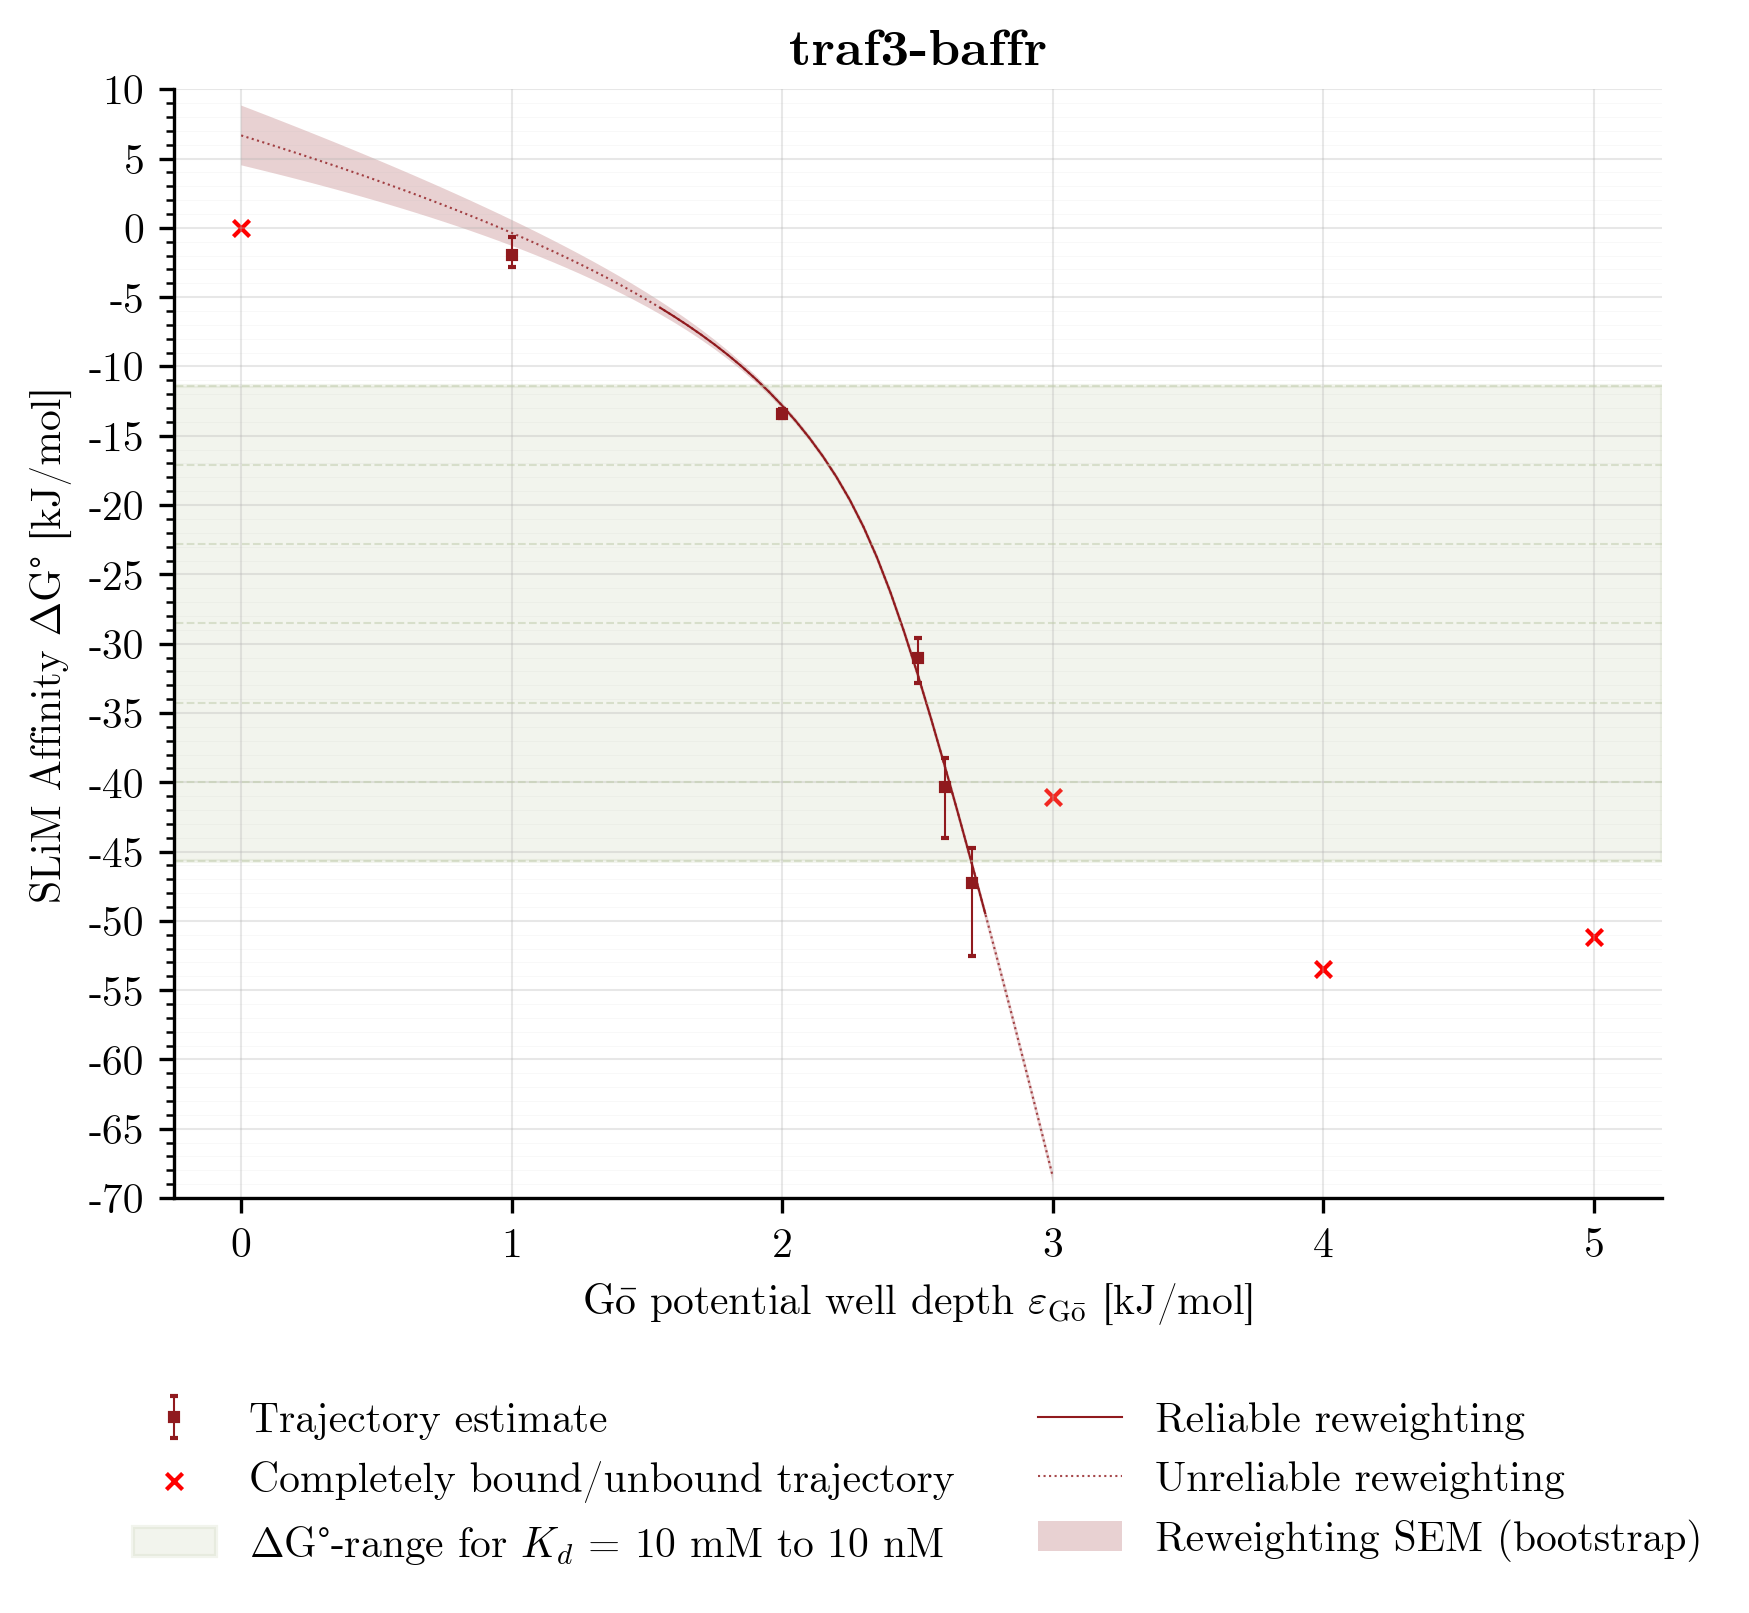 traf3-baffr
10
5
0
-5
-10
-15
-20
-25
-30
-35
-40
-45
-50
-55
-60
-65
-70
SLiM Affinity ΔG° [kJ/mol]
0 1 2 3 4 5
Gō potential well depth εGō [kJ/mol]
Trajectory estimate
Completely bound/unbound trajectory
ΔG°-range for Kd = 10 mM to 10 nM
Reliable reweighting
Unreliable reweighting
Reweighting SEM (bootstrap)